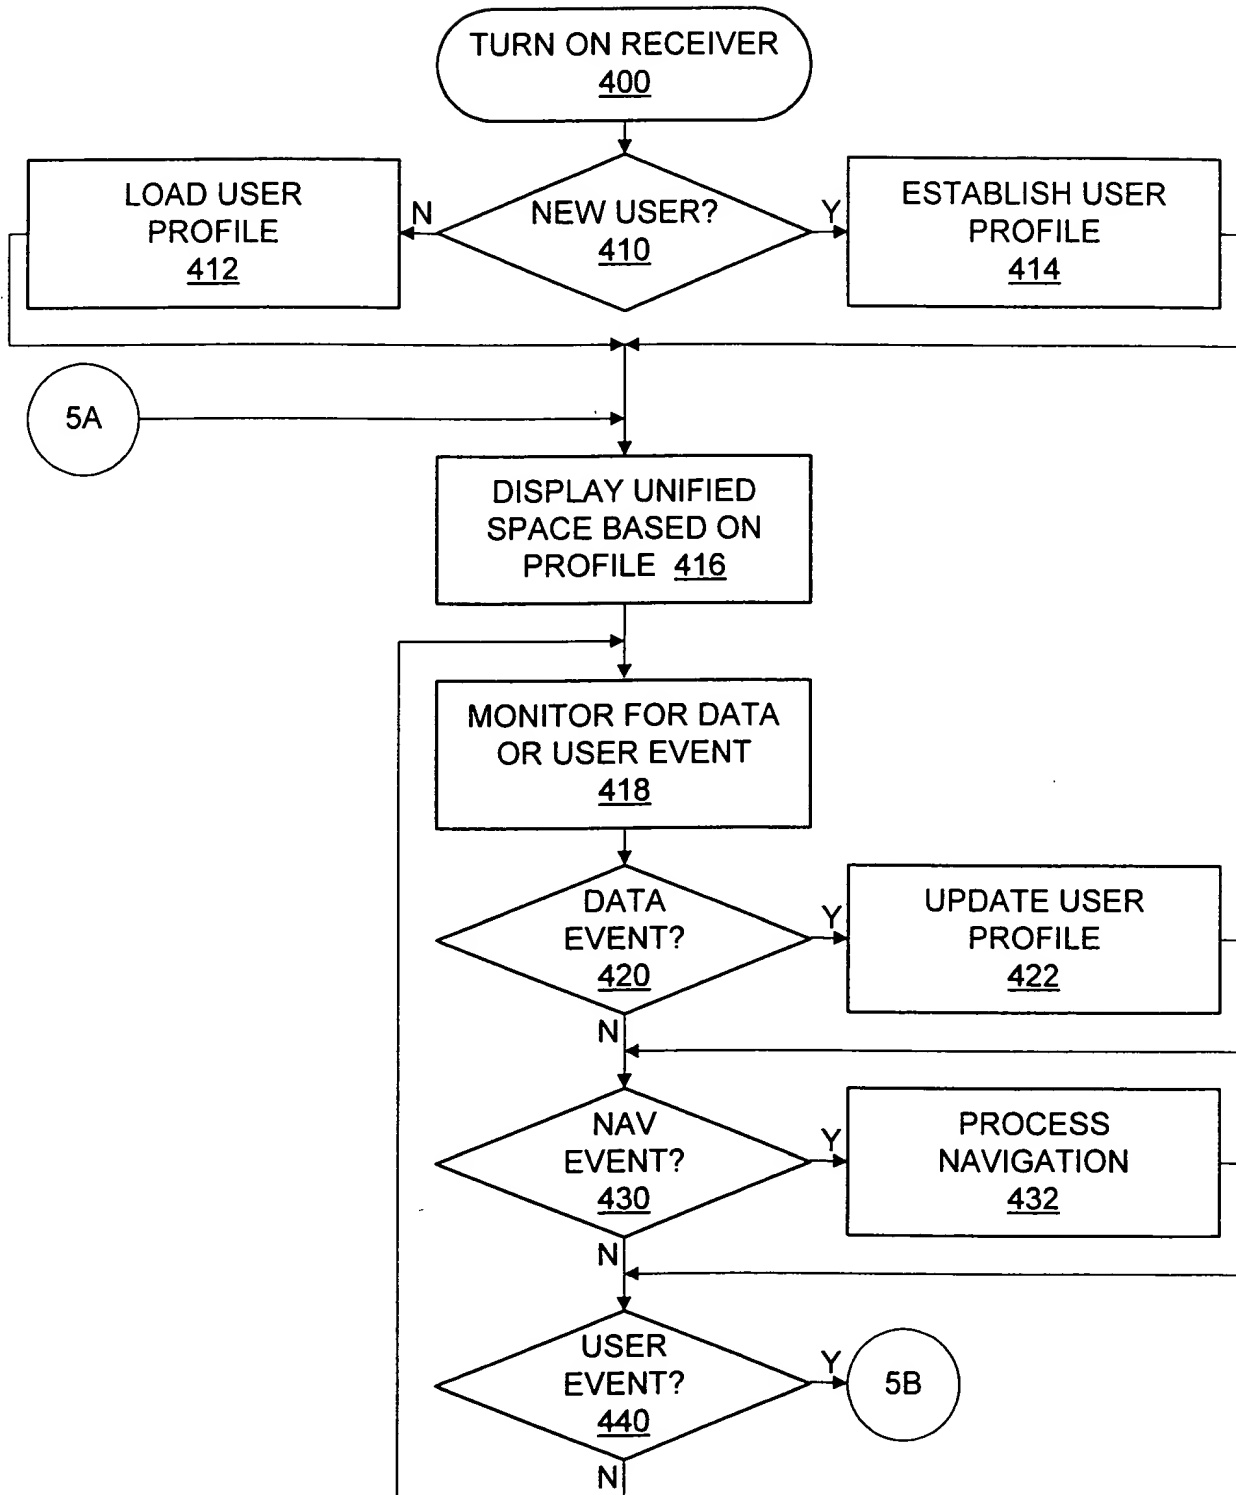 TURN ON RECEIVER
400
LOAD USER
PROFILE
412
N
NEW USER?
410
Y
ESTABLISH USER
PROFILE
414
5A
DISPLAY UNIFIED
SPACE BASED ON
PROFILE 416
MONITOR FOR DATA
OR USER EVENT
418
DATA
EVENT?
420
Y
UPDATE USER
PROFILE
422
N
NAV
EVENT?
430
Y
PROCESS
NAVIGATION
432
N
USER
EVENT?
440
Y
5B
N